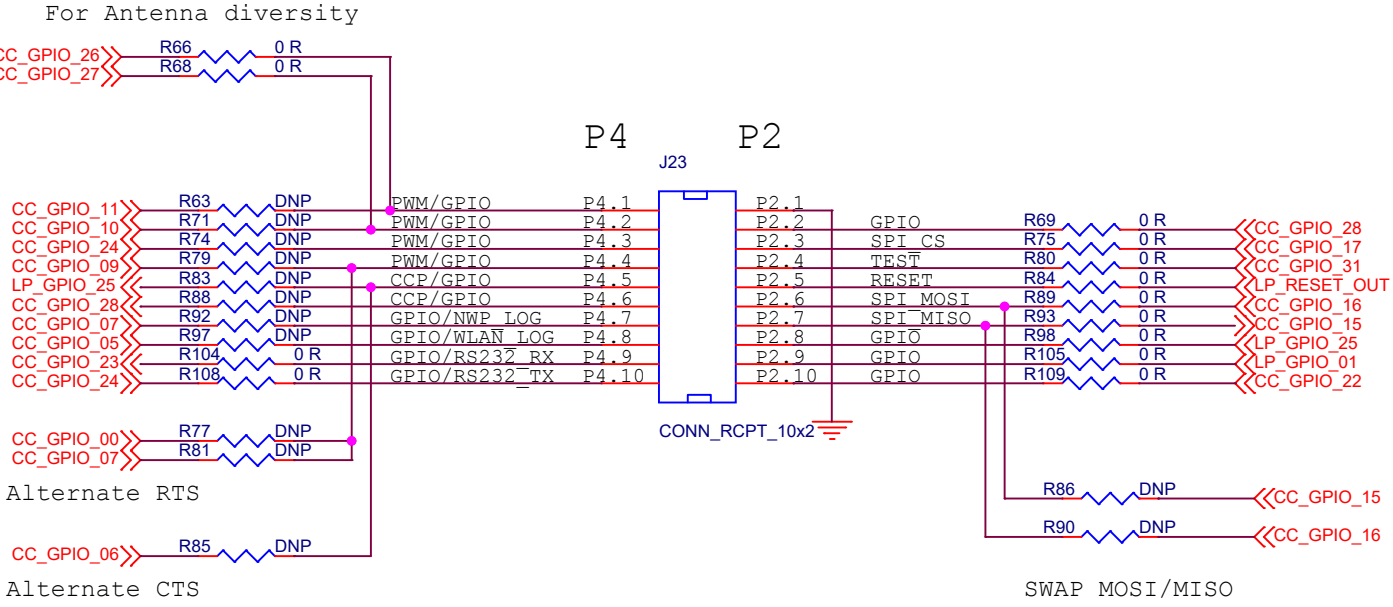 For Antenna diversity
CC_GPIO_26 R66 0 R
CC_GPIO_27 R68 0 R
P4 P2
J23
CC_GPIO_11 R63 DNP PWM/GPIO P4.1 P2.1
CC_GPIO_10 R71 DNP PWM/GPIO P4.2 P2.2 GPIO R69 0 R CC_GPIO_28
CC_GPIO_24 R74 DNP PWM/GPIO P4.3 P2.3 SPI_CS R75 0 R CC_GPIO_17
CC_GPIO_09 R79 DNP PWM/GPIO P4.4 P2.4 TEST R80 0 R CC_GPIO_31
LP_GPIO_25 R83 DNP CCP/GPIO P4.5 P2.5 RESET R84 0 R LP_RESET_OUT
CC_GPIO_28 R88 DNP CCP/GPIO P4.6 P2.6 SPI_MOSI R89 0 R CC_GPIO_16
CC_GPIO_07 R92 DNP GPIO/NWP_LOG P4.7 P2.7 SPI_MISO R93 0 R CC_GPIO_15
CC_GPIO_05 R97 DNP GPIO/WLAN_LOG P4.8 P2.8 GPIO R98 0 R LP_GPIO_25
CC_GPIO_23 R104 0 R GPIO/RS232_RX P4.9 P2.9 GPIO R105 0 R LP_GPIO_01
CC_GPIO_24 R108 0 R GPIO/RS232_TX P4.10 P2.10 GPIO R109 0 R CC_GPIO_22
CONN_RCPT_10x2
CC_GPIO_00 R77 DNP
CC_GPIO_07 R81 DNP
Alternate RTS
R86 DNP CC_GPIO_15
R90 DNP CC_GPIO_16
CC_GPIO_06 R85 DNP
Alternate CTS
SWAP MOSI/MISO